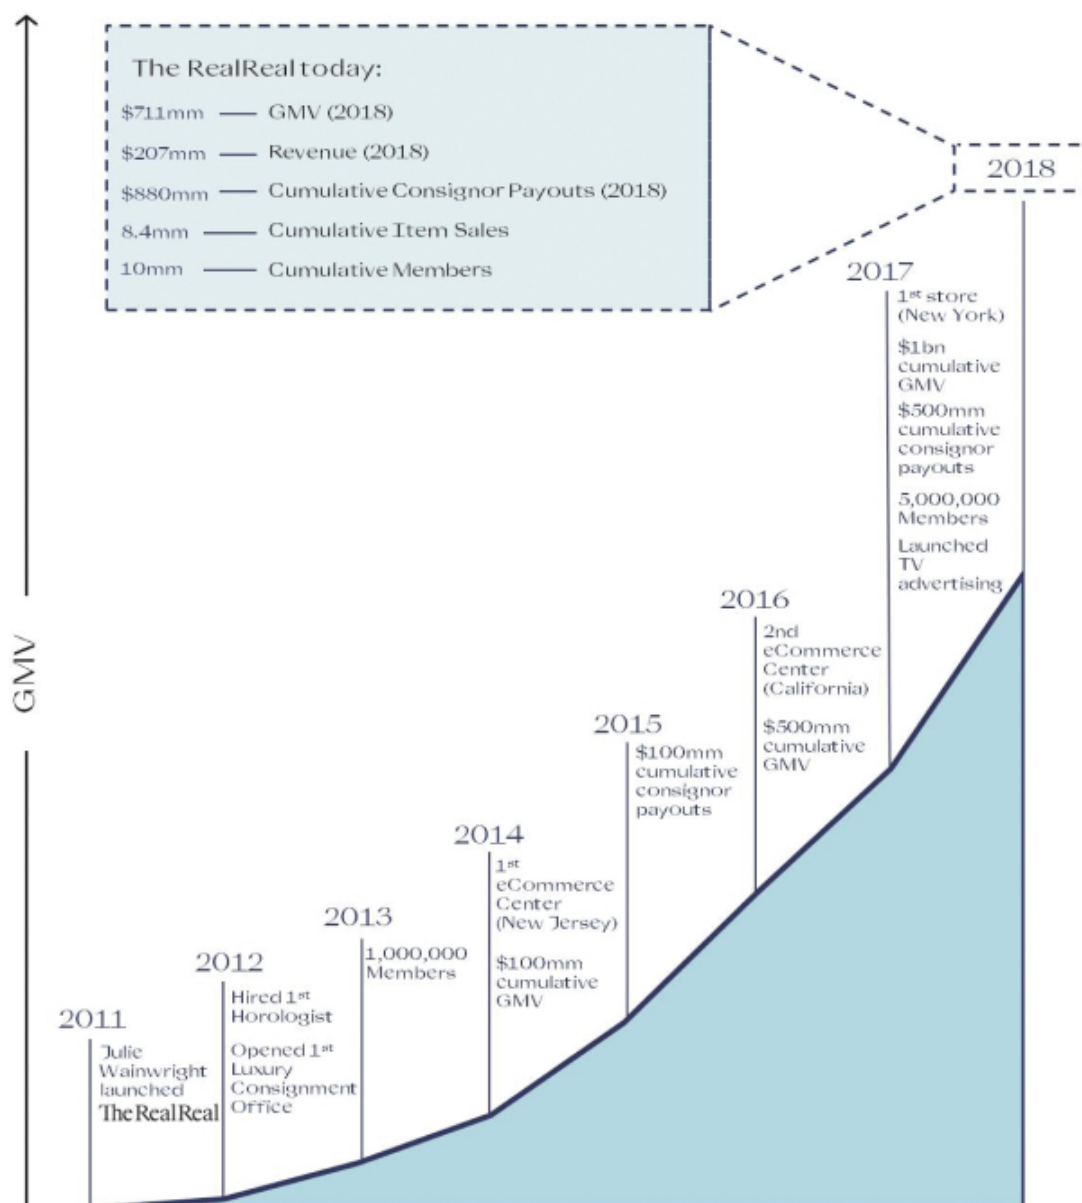 The RealReal today:
$711mm — GMV (2018)
$207mm — Revenue (2018)
$880mm — Cumulative Consignor Payouts (2018)
8.4mm — Cumulative Item Sales
10mm — Cumulative Members
GMV
2011
Julie
Wainwright
launched
The RealReal
2012
Hired 1st
Horologist
Opened 1st
Luxury
Consignment
Office
2013
1,000,000
Members
2014
1st
eCommerce
Center
(New Jersey)
$100mm
cumulative
GMV
2015
$100mm
cumulative
consignor
payouts
2016
2nd
eCommerce
Center
(California)
$500mm
cumulative
GMV
2017
1st store
(New York)
$1bn
cumulative
GMV
$500mm
cumulative
consignor
payouts
5,000,000
Members
Launched
TV
advertising
2018